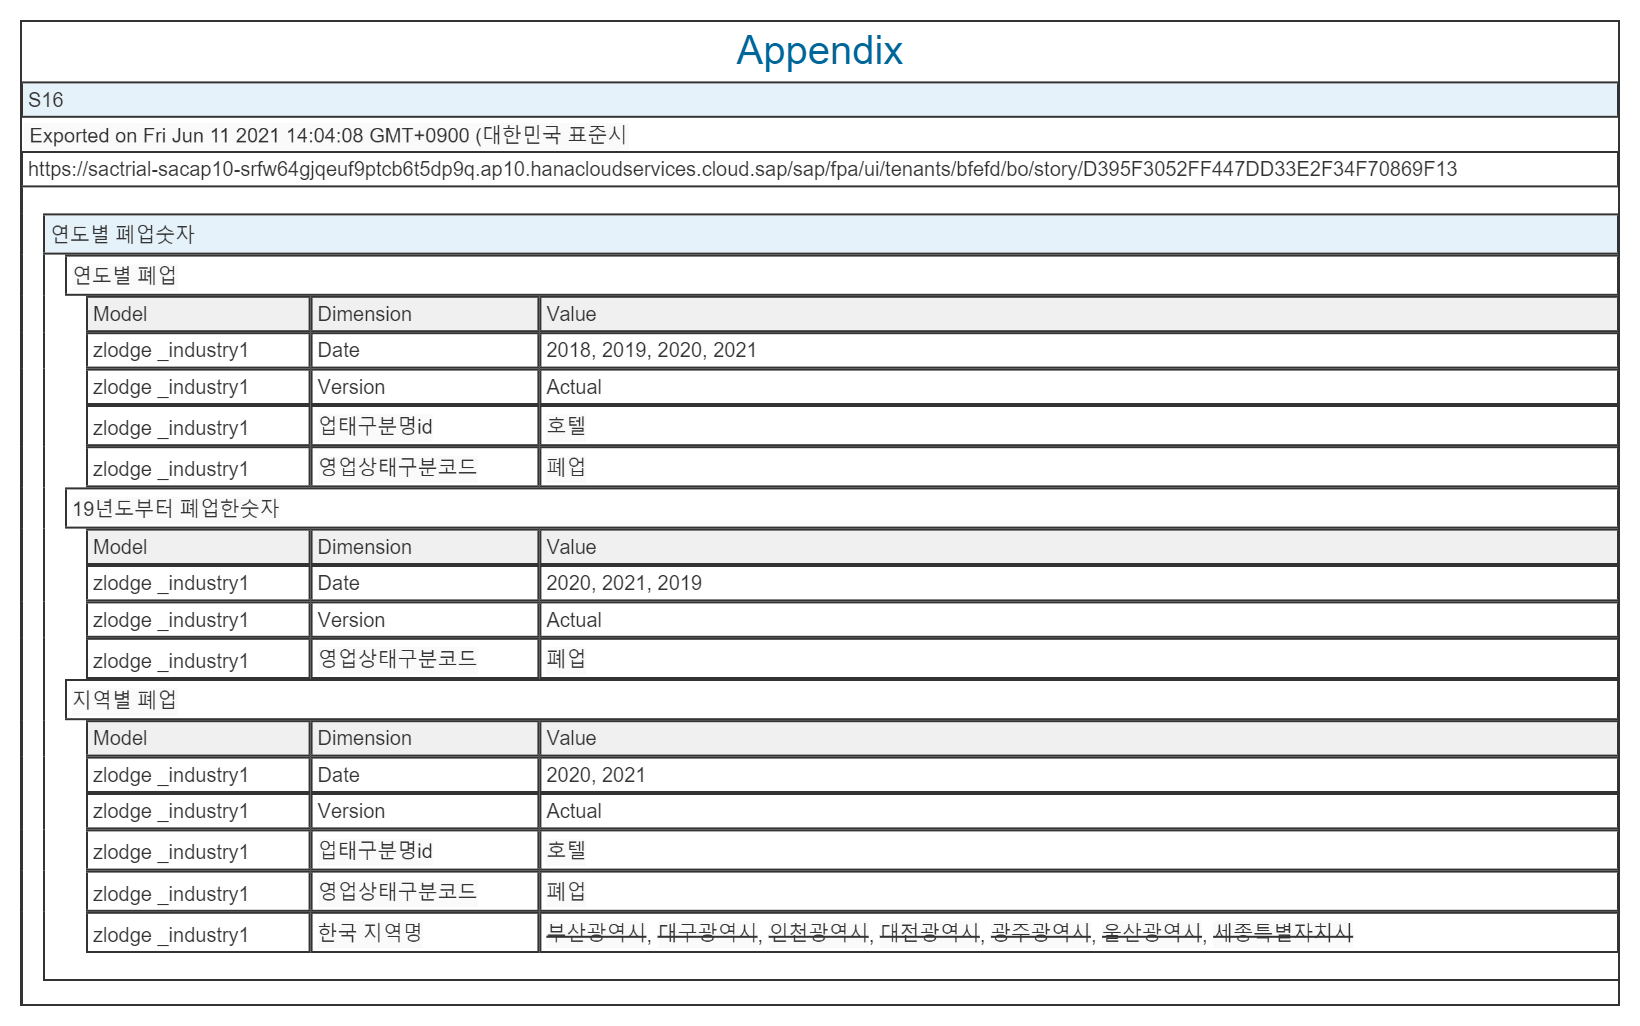 Appendix
S16
Exported on Fri Jun 11 2021 14:04:08 GMT+0900 (대한민국 표준시
https://sactrial-sacap10-srfw64gjqeuf9ptcb6t5dp9q.ap10.hanacloudservices.cloud.sap/sap/fpa/ui/tenants/bfefd/bo/story/D395F3052FF447DD33E2F34F70869F13
연도별 폐업숫자
연도별 폐업
Model Dimension Value
zlodge _industry1 Date 2018, 2019, 2020, 2021
zlodge _industry1 Version Actual
zlodge _industry1 업태구분명id 호텔
zlodge _industry1 영업상태구분코드 폐업
19년도부터 폐업한숫자
Model Dimension Value
zlodge _industry1 Date 2020, 2021, 2019
zlodge _industry1 Version Actual
zlodge _industry1 영업상태구분코드 폐업
지역별 폐업
Model Dimension Value
zlodge _industry1 Date 2020, 2021
zlodge _industry1 Version Actual
zlodge _industry1 업태구분명id 호텔
zlodge _industry1 영업상태구분코드 폐업
zlodge _industry1 한국 지역명 부산광역시, 대구광역시, 인천광역시, 대전광역시, 광주광역시, 울산광역시, 세종특별자치시